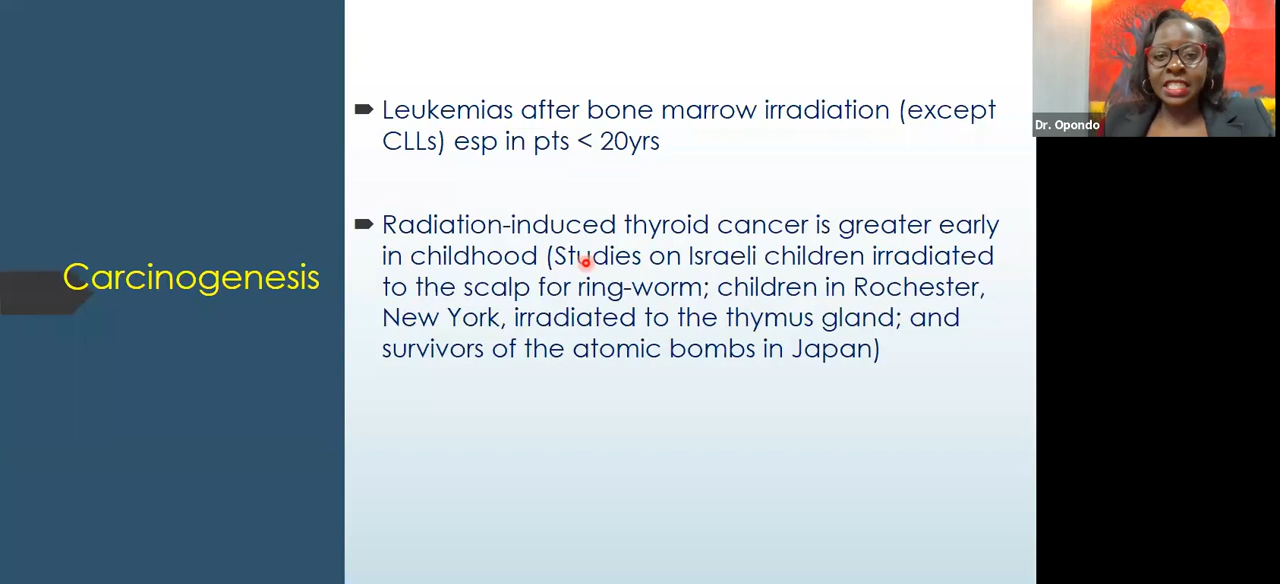 Carcinogenesis
Leukemias after bone marrow irradiation (except
CLLs) esp in pts < 20yrs
Radiation-induced thyroid cancer is greater early
in childhood (Studies on Israeli children irradiated
to the scalp for ring-worm; children in Rochester,
New York, irradiated to the thymus gland; and
survivors of the atomic bombs in Japan)
Dr. Opondo